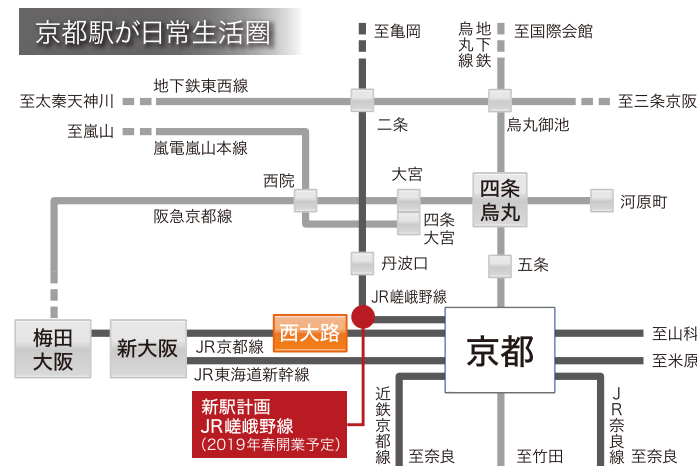 京都駅が日常生活圏
至亀岡
地下鉄
烏丸線
至国際会館
地下鉄東西線
至太秦天神川
至三条京阪
二条
烏丸御池
至嵐山
嵐電嵐山本線
西院
大宮
四条
烏丸
河原町
阪急京都線
四条
大宮
丹波口
五条
JR嵯峨野線
梅田
大阪
新大阪
西大路
京都
JR京都線
至山科
JR東海道新幹線
至米原
新駅計画
JR嵯峨野線
(2019年春開業予定)
近鉄京都線
至奈良
至竹田
JR奈良線
至奈良